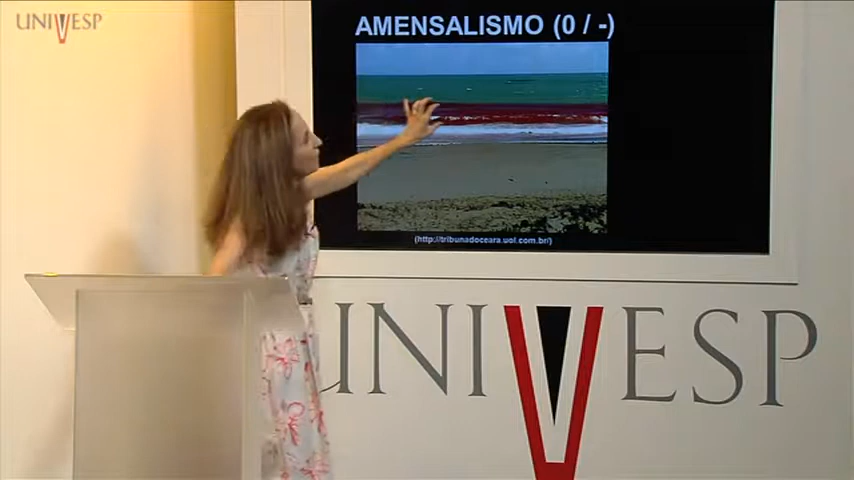 UNIVESP
AMENSALISMO (0 / -)
(http://tribunadoceara.uol.com.br/)
UNIVESP